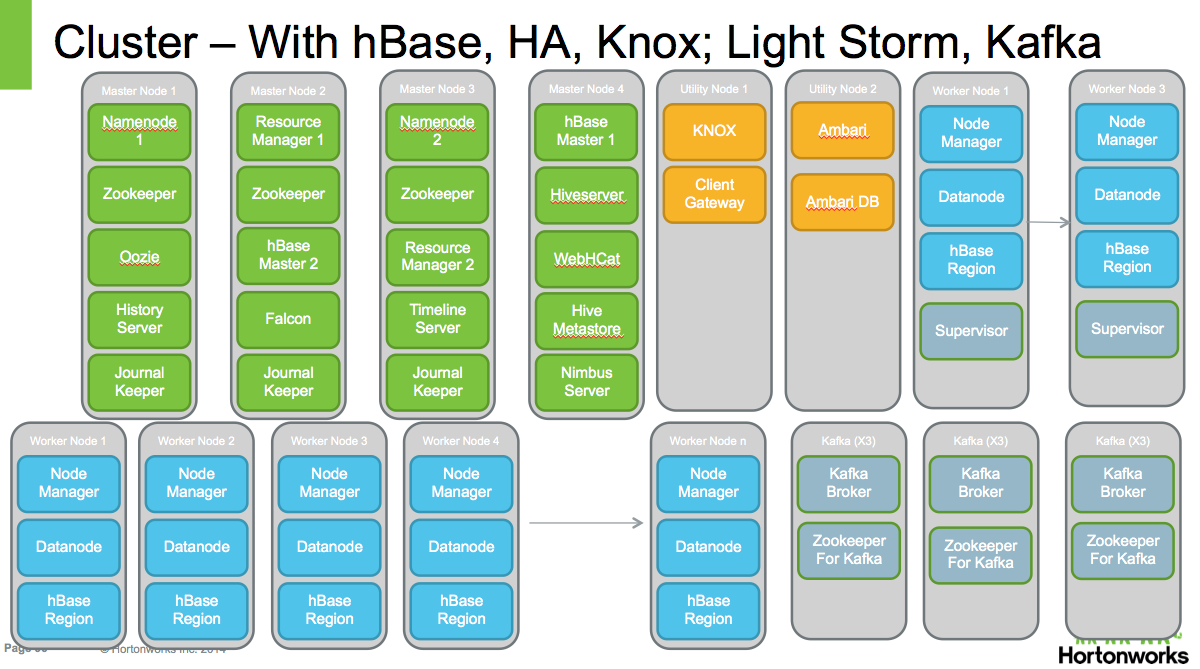 Cluster – With hBase, HA, Knox; Light Storm, Kafka
Master Node 1
Namenode
1
Zookeeper
Oozie
History
Server
Journal
Keeper
Master Node 2
Resource
Manager 1
Zookeeper
hBase
Master 2
Falcon
Journal
Keeper
Master Node 3
Namenode
2
Zookeeper
Resource
Manager 2
Timeline
Server
Journal
Keeper
Master Node 4
hBase
Master 1
Hiveserver
WebHCat
Hive
Metastore
Nimbus
Server
Utility Node 1
KNOX
Client
Gateway
Utility Node 2
Ambari
Ambari DB
Worker Node 1
Node
Manager
Datanode
hBase
Region
Supervisor
Worker Node 3
Node
Manager
Datanode
hBase
Region
Supervisor
Worker Node 1
Node
Manager
Datanode
hBase
Region
Worker Node 2
Node
Manager
Datanode
hBase
Region
Worker Node 3
Node
Manager
Datanode
hBase
Region
Worker Node 4
Node
Manager
Datanode
hBase
Region
Worker Node n
Node
Manager
Datanode
hBase
Region
Kafka (X3)
Kafka
Broker
Zookeeper
For Kafka
Kafka (X3)
Kafka
Broker
Zookeeper
For Kafka
Kafka (X3)
Kafka
Broker
Zookeeper
For Kafka
© Hortonworks Inc. 2014
Hortonworks